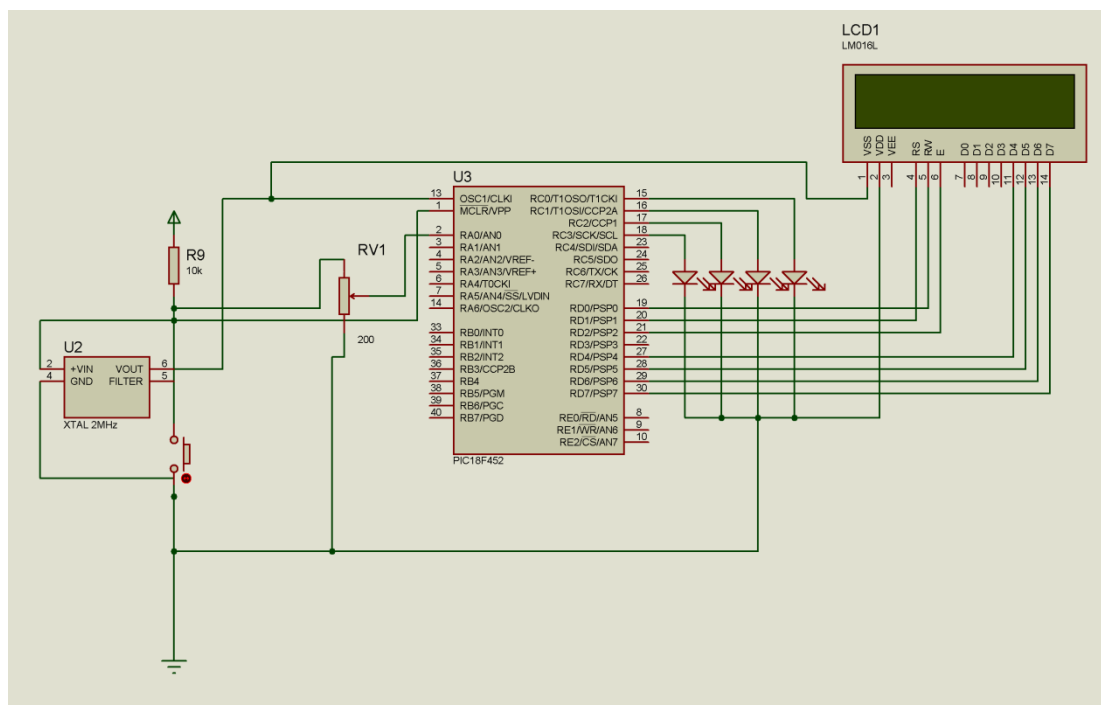 LCD1
LM016L
VSS VDD VEE RS RW E D0 D1 D2 D3 D4 D5 D6 D7
1 2 3 4 5 6 7 8 9 10 11 12 13 14
U3
13 OSC1/CLKI RC0/T1OSO/T1CKI 15
1 MCLR/VPP RC1/T1OSI/CCP2A 16
RC2/CCP1 17
2 RA0/AN0 RC3/SCK/SCL 18
3 RA1/AN1 RC4/SDI/SDA 23
4 RA2/AN2/VREF- RC5/SDO 24
5 RA3/AN3/VREF+ RC6/TX/CK 25
6 RA4/T0CKI RC7/RX/DT 26
7 RA5/AN4/SS/LVDIN
14 RA6/OSC2/CLKO RD0/PSP0 19
RD1/PSP1 20
33 RB0/INT0 RD2/PSP2 21
34 RB1/INT1 RD3/PSP3 22
35 RB2/INT2 RD4/PSP4 27
36 RB3/CCP2B RD5/PSP5 28
37 RB4 RD6/PSP6 29
38 RB5/PGM RD7/PSP7 30
39 RB6/PGC
40 RB7/PGD RE0/RD/AN5 8
RE1/WR/AN6 9
RE2/CS/AN7 10
PIC18F452
R9
10k
RV1
200
U2
2 +VIN VOUT 6
4 GND FILTER 5
XTAL 2MHz